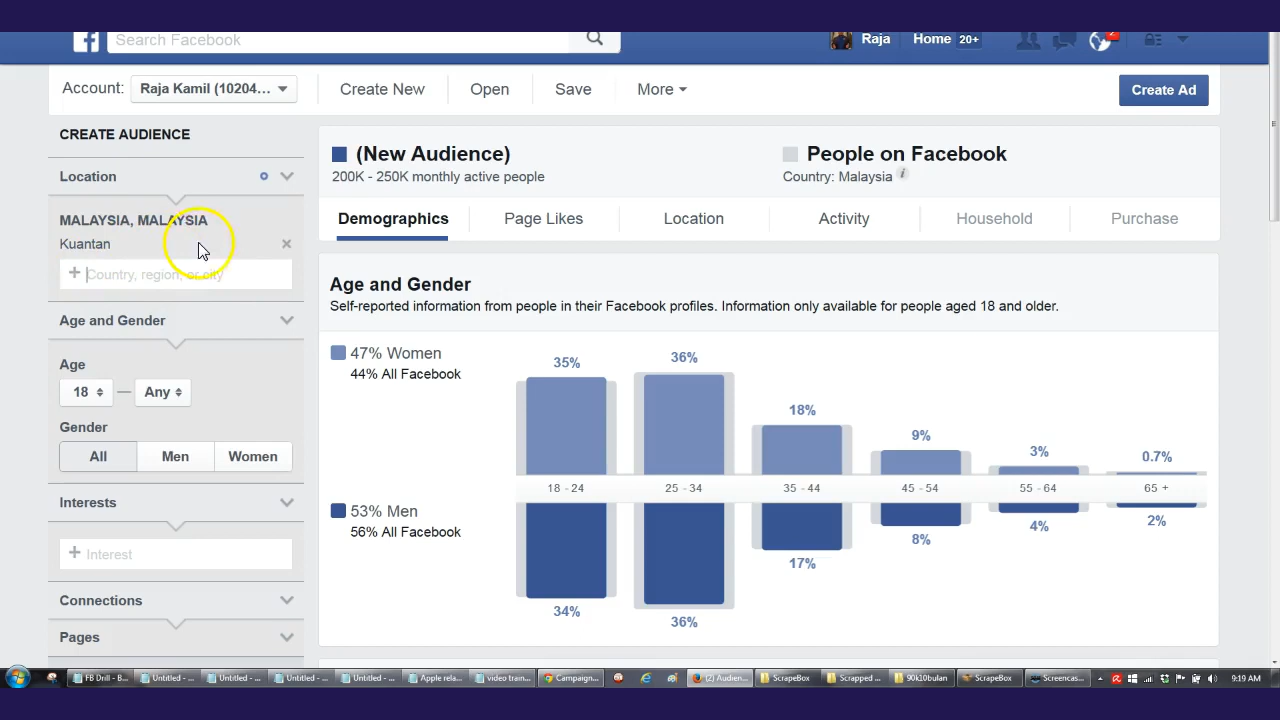 Search Facebook
Raja
Home 20+
2
Account: Raja Kamil (10204...
Create New
Open
Save
More
Create Ad
CREATE AUDIENCE
(New Audience)
200K - 250K monthly active people
People on Facebook
Country: Malaysia i
Location
MALAYSIA, MALAYSIA
Kuantan
+ Country, region, or city
Demographics
Page Likes
Location
Activity
Household
Purchase
Age and Gender
Age
18 — Any
Gender
All Men Women
Interests
+ Interest
Connections
Pages
Age and Gender
Self-reported information from people in their Facebook profiles. Information only available for people aged 18 and older.
47% Women
44% All Facebook
35% 36% 18% 9% 3% 0.7%
18 - 24 25 - 34 35 - 44 45 - 54 55 - 64 65 +
53% Men
56% All Facebook
34% 36% 17% 8% 4% 2%
FB Drill - B...
Untitled - ...
Untitled - ...
Untitled - ...
Untitled - ...
Apple rela...
video train...
Campaign...
(2) Audien...
ScrapeBox
Scrapped ...
90k10bulan
ScrapeBox
Screencas...
9:19 AM